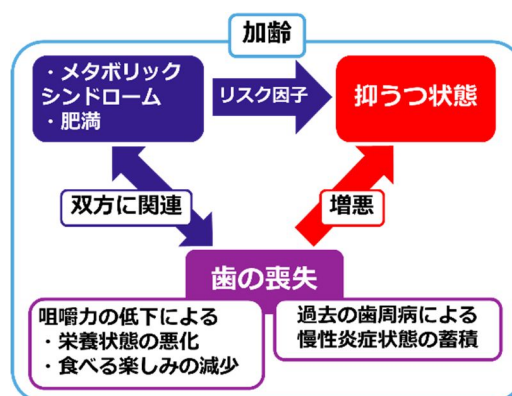 加齢
・メタボリック
シンドローム
・肥満
リスク因子
抑うつ状態
双方に関連
増悪
歯の喪失
咀嚼力の低下による
・栄養状態の悪化
・食べる楽しみの減少
過去の歯周病による
慢性炎症状態の蓄積